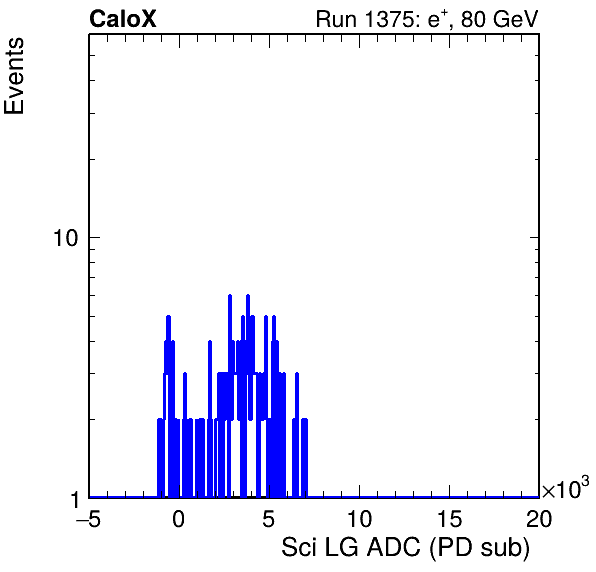 CaloX Run 1375: e⁺, 80 GeV
Events
10
1
−5 0 5 10 15 20
×10³
Sci LG ADC (PD sub)